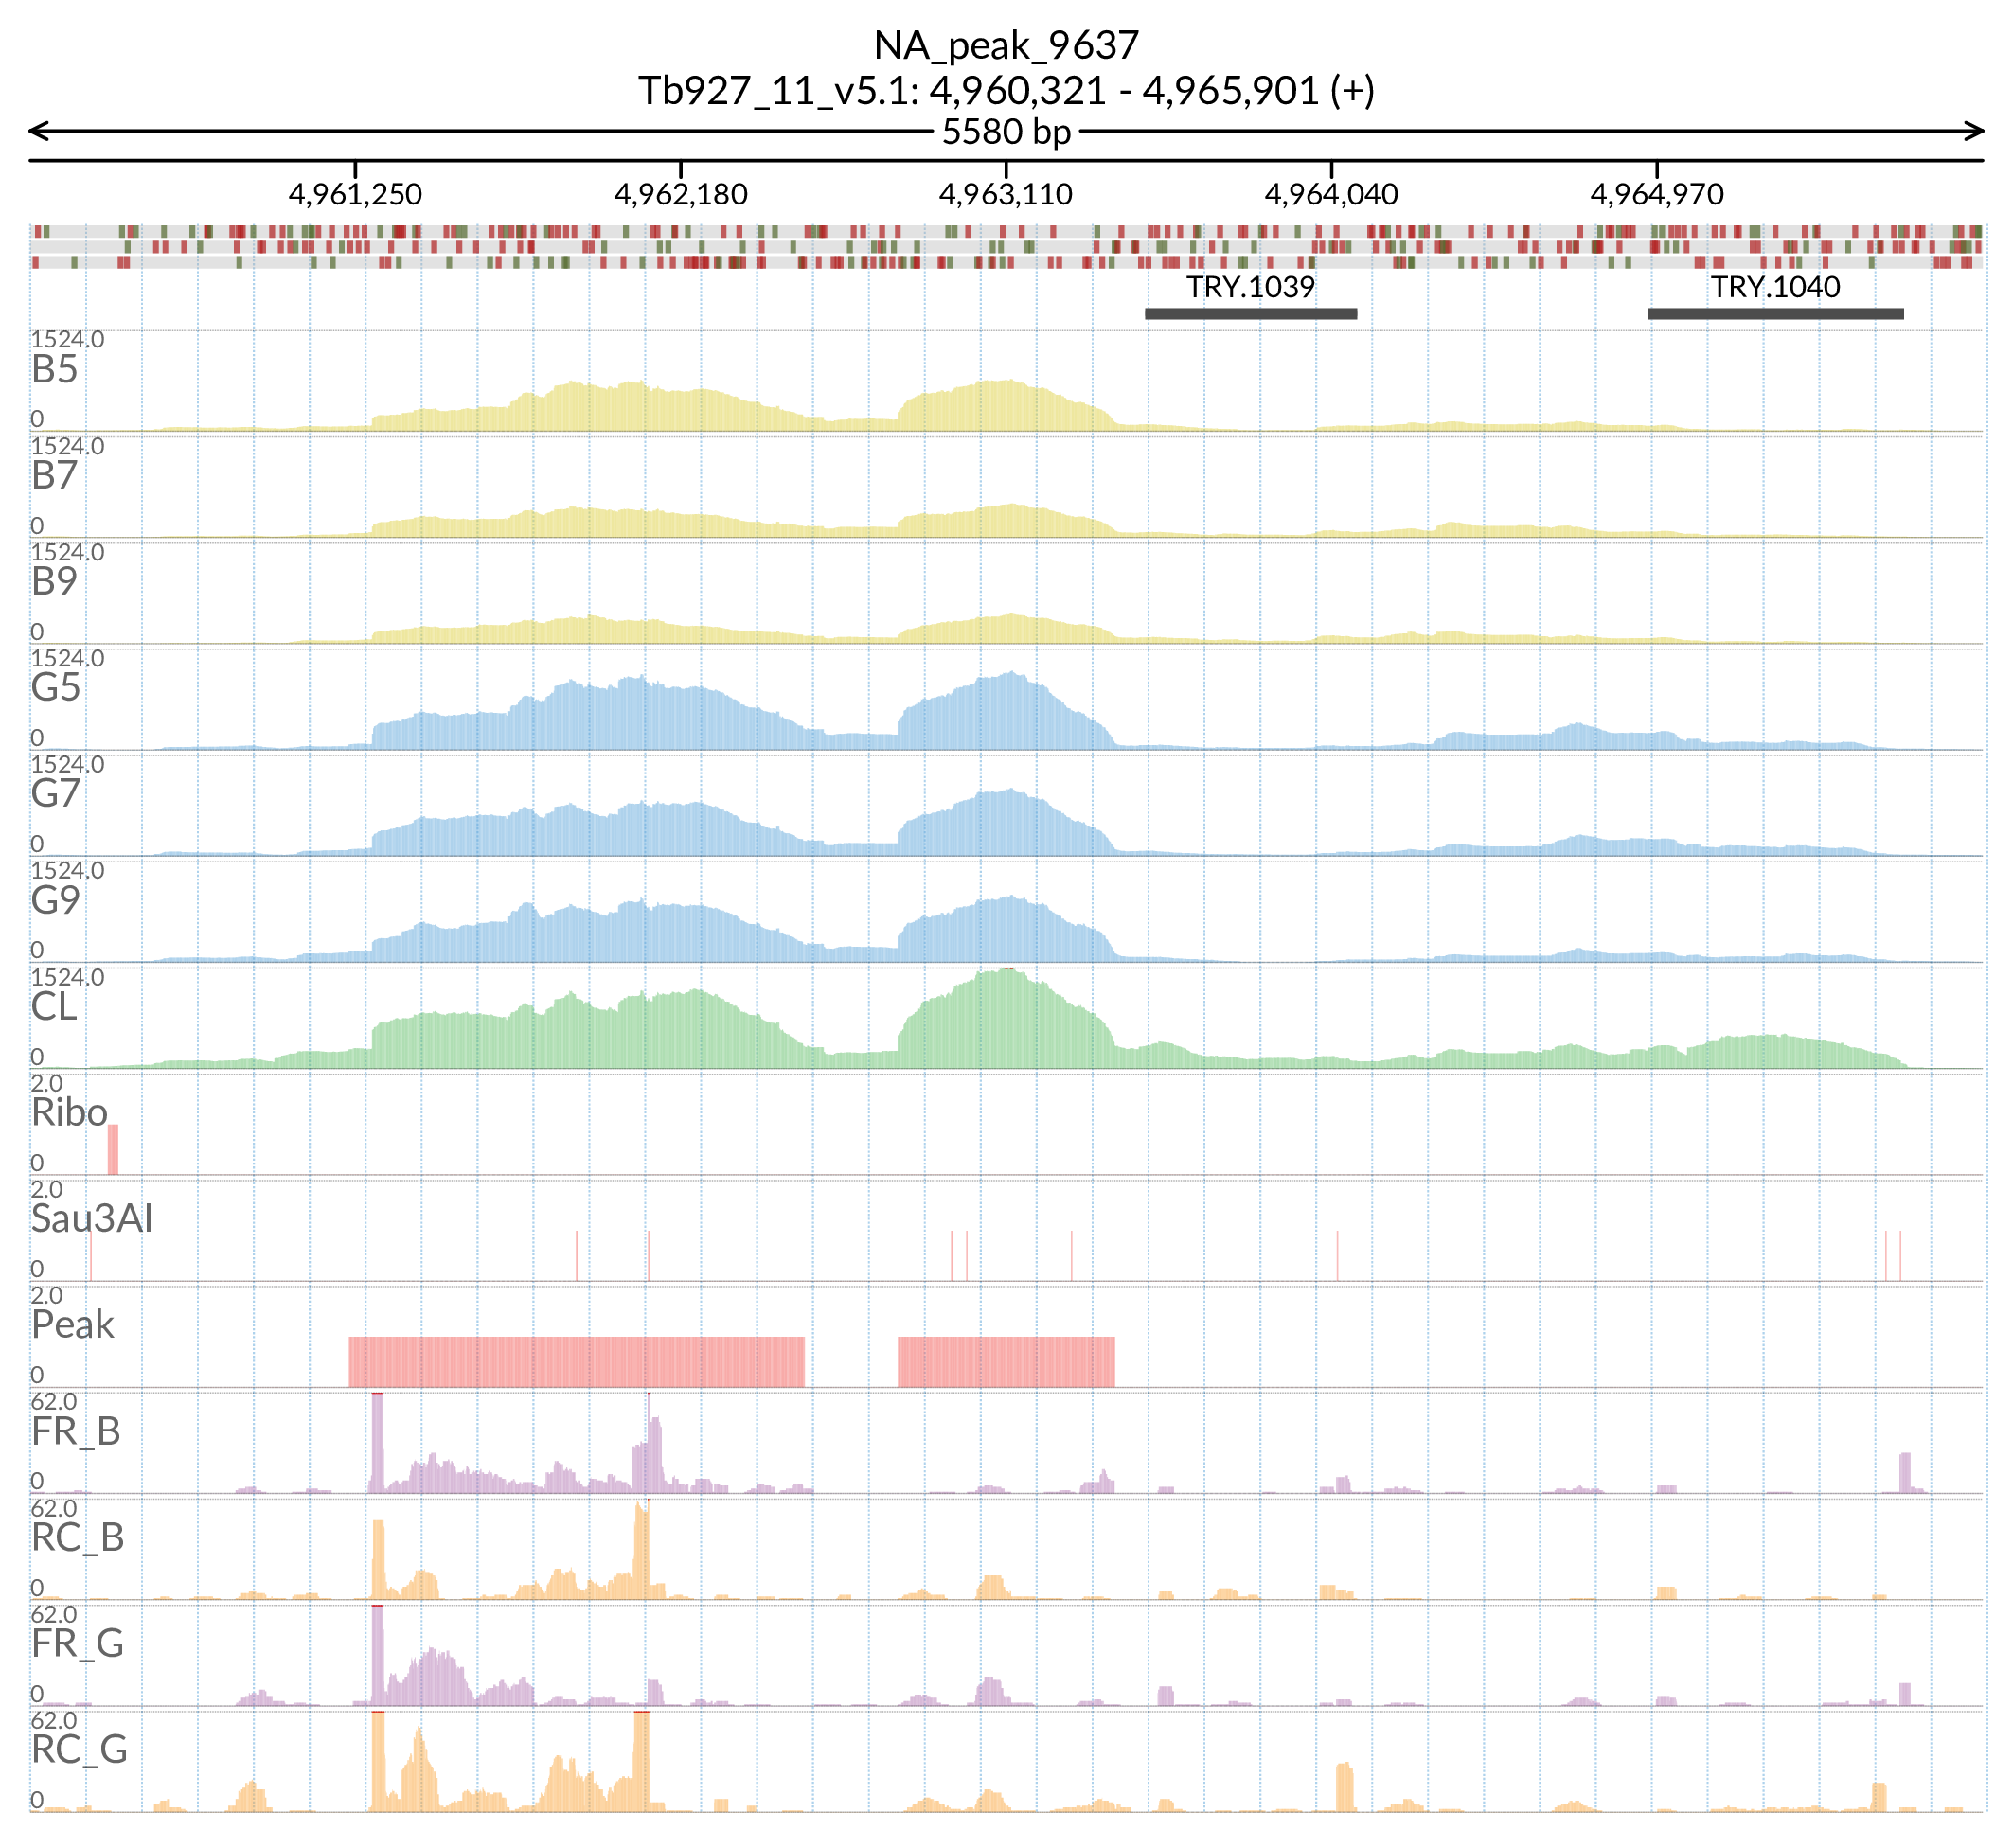 NA_peak_9637
Tb927_11_v5.1: 4,960,321 - 4,965,901 (+)
5580 bp
4,961,250 4,962,180 4,963,110 4,964,040 4,964,970
TRY.1039 TRY.1040
1524.0
B5
0
1524.0
B7
0
1524.0
B9
0
1524.0
G5
0
1524.0
G7
0
1524.0
G9
0
1524.0
CL
0
2.0
Ribo
0
2.0
Sau3AI
0
2.0
Peak
0
62.0
FR_B
0
62.0
RC_B
0
62.0
FR_G
0
62.0
RC_G
0